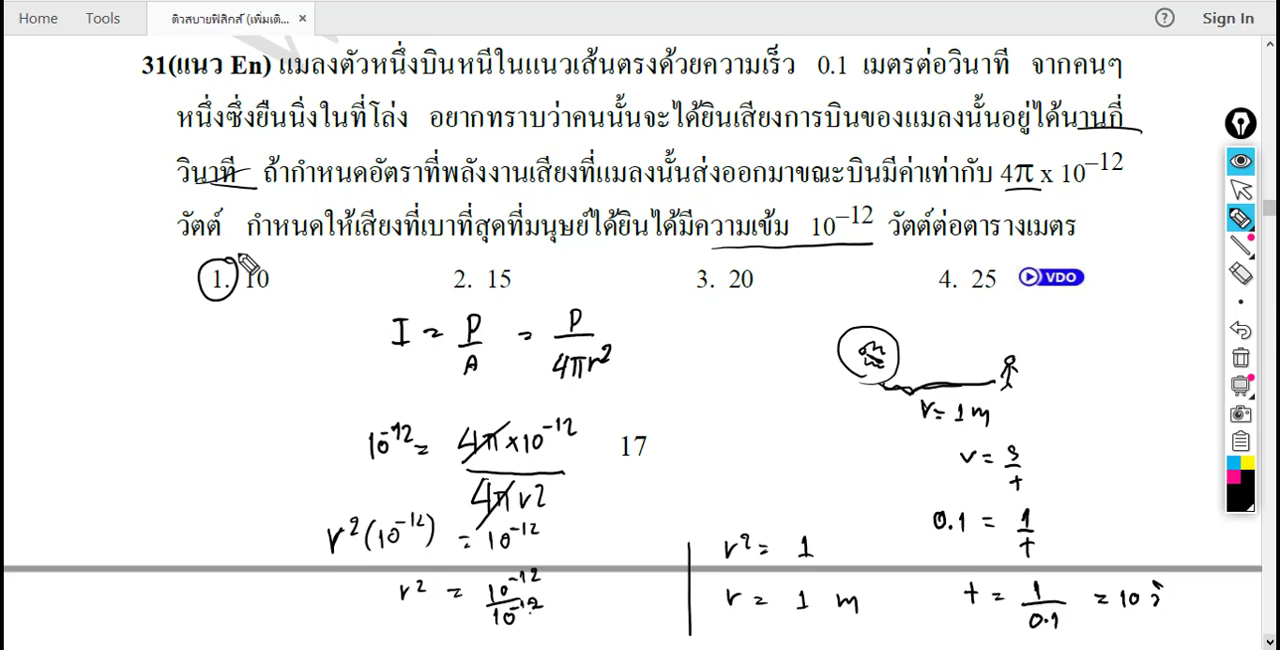 Home Tools ติวสบายฟิสิกส์ (เพิ่มเติ... × ? Sign In
31(แนว En) แมลงตัวหนึ่งบินหนีในแนวเส้นตรงด้วยความเร็ว 0.1 เมตรต่อวินาที จากคนๆ
หนึ่งซึ่งยืนนิ่งในที่โล่ง อยากทราบว่าคนนั้นจะได้ยินเสียงการบินของแมลงนั้นอยู่ได้นานกี่
วินาที ถ้ากำหนดอัตราที่พลังงานเสียงที่แมลงนั้นส่งออกมาขณะบินมีค่าเท่ากับ 4π x 10⁻¹²
วัตต์ กำหนดให้เสียงที่เบาที่สุดที่มนุษย์ได้ยินได้มีความเข้ม 10⁻¹² วัตต์ต่อตารางเมตร
1. 10 2. 15 3. 20 4. 25 VDO
I = P/A = P/4πr²
r = 1 m
10⁻¹² = 4π×10⁻¹²/4πr2 17
v = s/t
r²(10⁻¹²) = 10⁻¹²
0.1 = 1/t
r² = 1
r² = 10⁻¹²/10⁻¹²
r = 1 m
t = 1/0.1 = 10